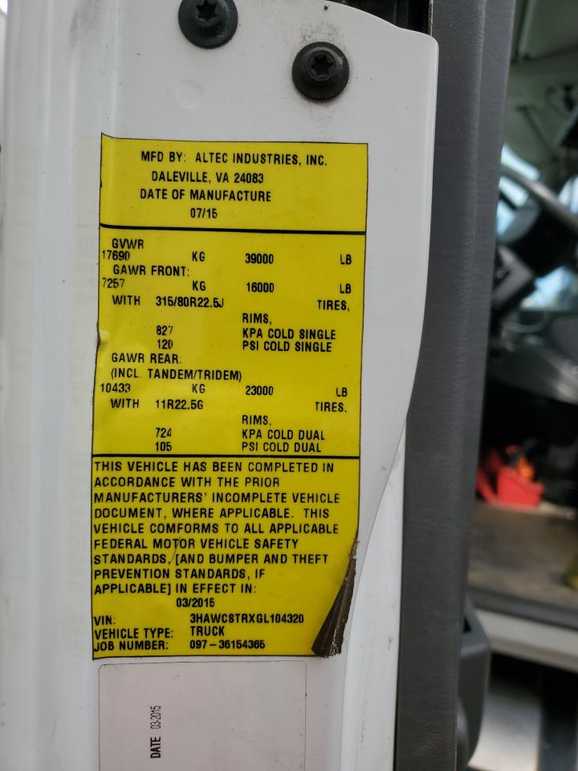 MFD BY: ALTEC INDUSTRIES, INC.
DALEVILLE, VA 24083
DATE OF MANUFACTURE
07/15
GVWR
17690 KG 39000 LB
GAWR FRONT:
7257 KG 16000 LB
WITH 315/80R22.5J TIRES,
RIMS,
827 KPA COLD SINGLE
120 PSI COLD SINGLE
GAWR REAR:
(INCL. TANDEM/TRIDEM)
10433 KG 23000 LB
WITH 11R22.5G TIRES,
RIMS,
724 KPA COLD DUAL
105 PSI COLD DUAL
THIS VEHICLE HAS BEEN COMPLETED IN
ACCORDANCE WITH THE PRIOR
MANUFACTURERS' INCOMPLETE VEHICLE
DOCUMENT, WHERE APPLICABLE. THIS
VEHICLE COMFORMS TO ALL APPLICABLE
FEDERAL MOTOR VEHICLE SAFETY
STANDARDS, [AND BUMPER AND THEFT
PREVENTION STANDARDS, IF
APPLICABLE] IN EFFECT IN:
03/2015
VIN: 3HAWCSTRXGL104320
VEHICLE TYPE: TRUCK
JOB NUMBER: 097-36154365
DATE 03-2015